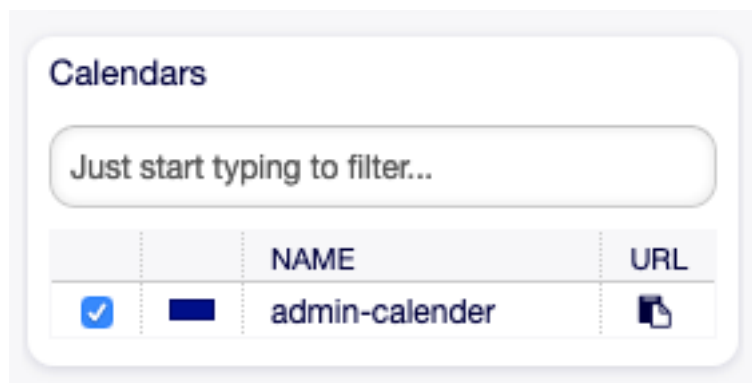 Calendars
Just start typing to filter...
NAME URL
admin-calender